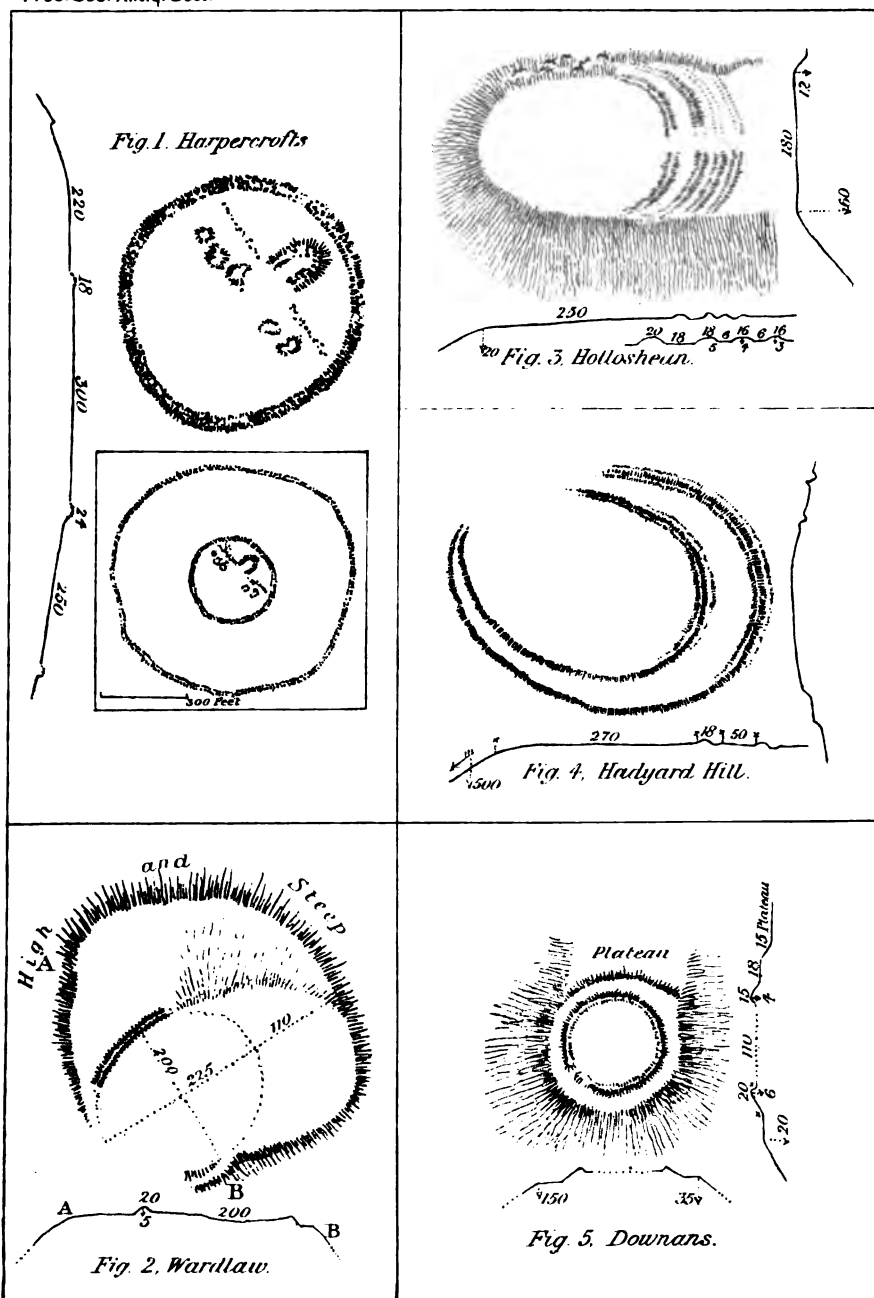 Fig. 1. Harpercrofts
220
18
300
24
250
300 Feet
12
4
180
60
230
20
20 18 18 6 16 6 16
5 4 3
Fig. 3, Hollosheun.
270
18 50
1500
Fig. 4, Hadyard Hill.
High and Steep
A
110
200
225
B
A
20
5
200
B
Fig. 2, Wardlaw.
Plateau
15 Plateau
18
15
4
110
20
6
20
150
35
Fig. 5, Downans.